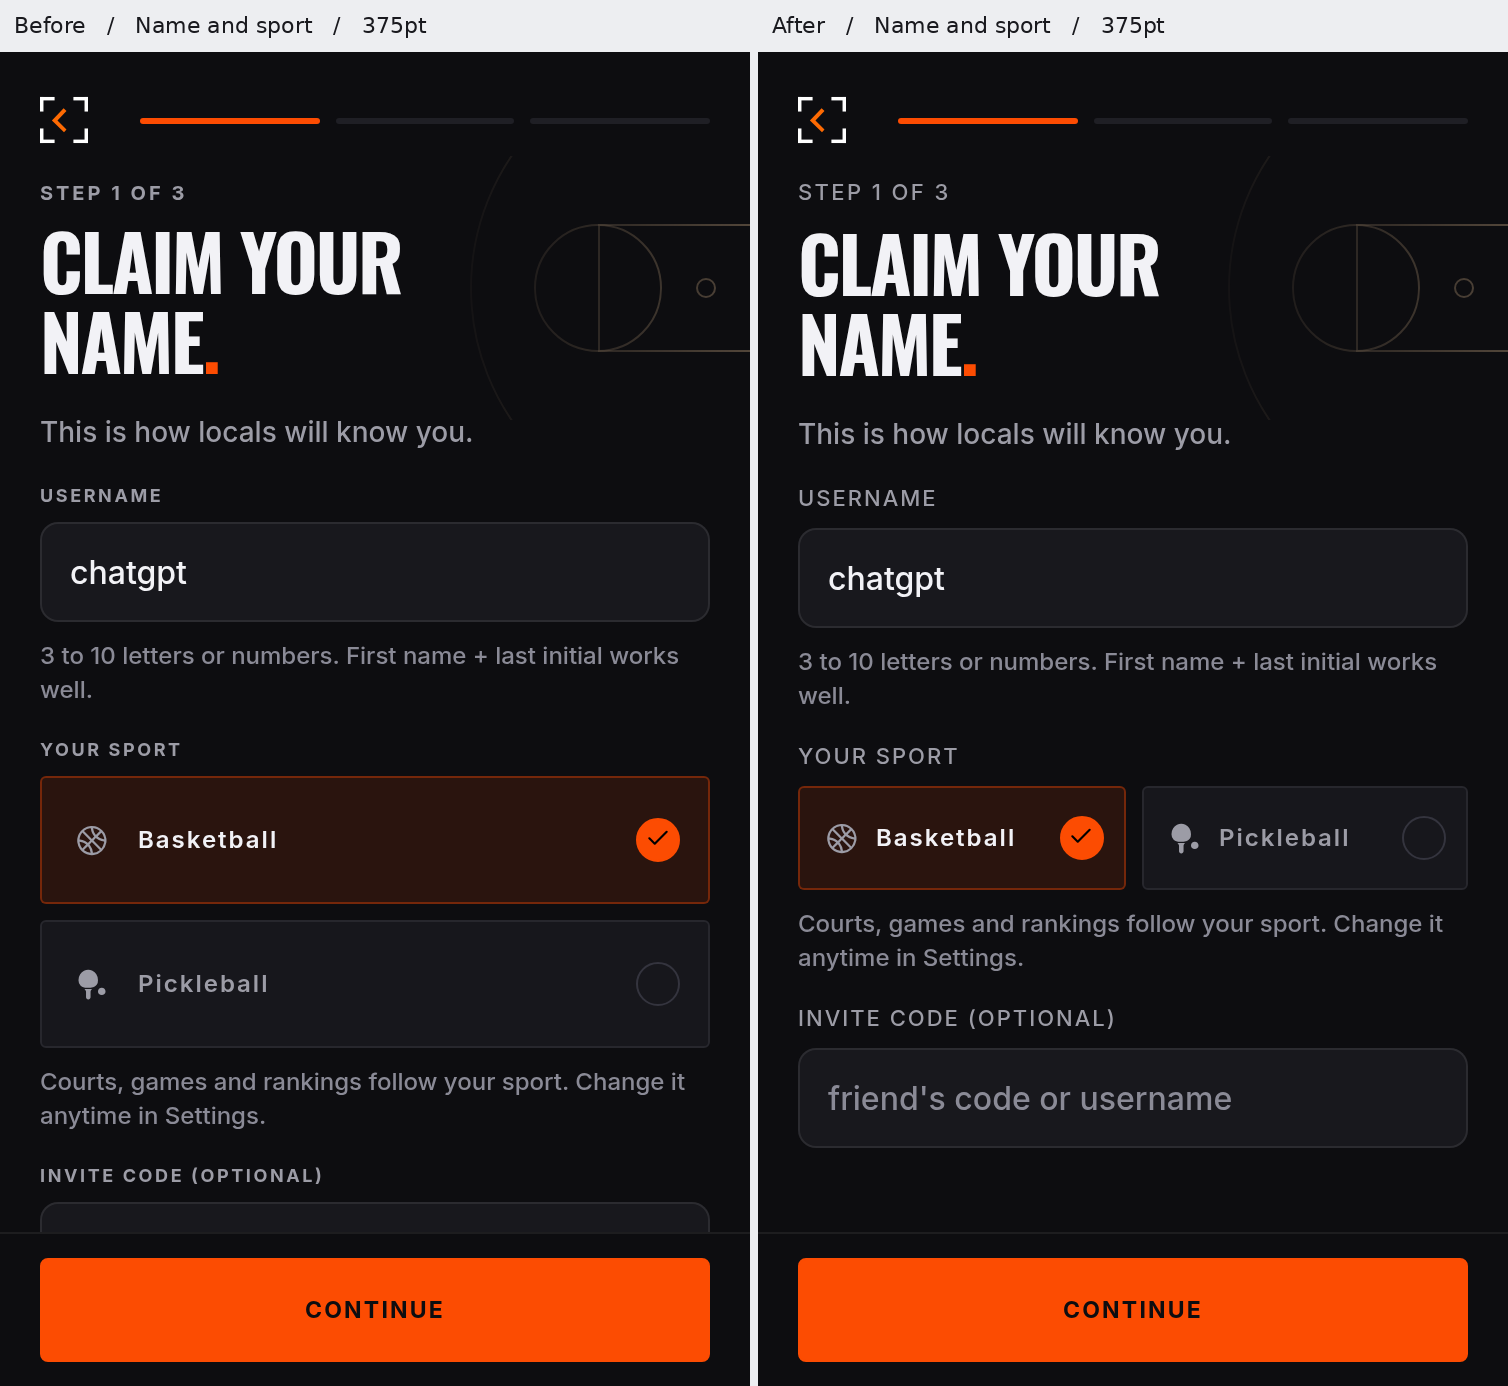 Before / Name and sport / 375pt
STEP 1 OF 3
CLAIM YOUR
NAME.
This is how locals will know you.
USERNAME
chatgpt
3 to 10 letters or numbers. First name + last initial works
well.
YOUR SPORT
Basketball
Pickleball
Courts, games and rankings follow your sport. Change it
anytime in Settings.
INVITE CODE (OPTIONAL)
CONTINUE
After / Name and sport / 375pt
STEP 1 OF 3
CLAIM YOUR
NAME.
This is how locals will know you.
USERNAME
chatgpt
3 to 10 letters or numbers. First name + last initial works
well.
YOUR SPORT
Basketball
Pickleball
Courts, games and rankings follow your sport. Change it
anytime in Settings.
INVITE CODE (OPTIONAL)
friend's code or username
CONTINUE